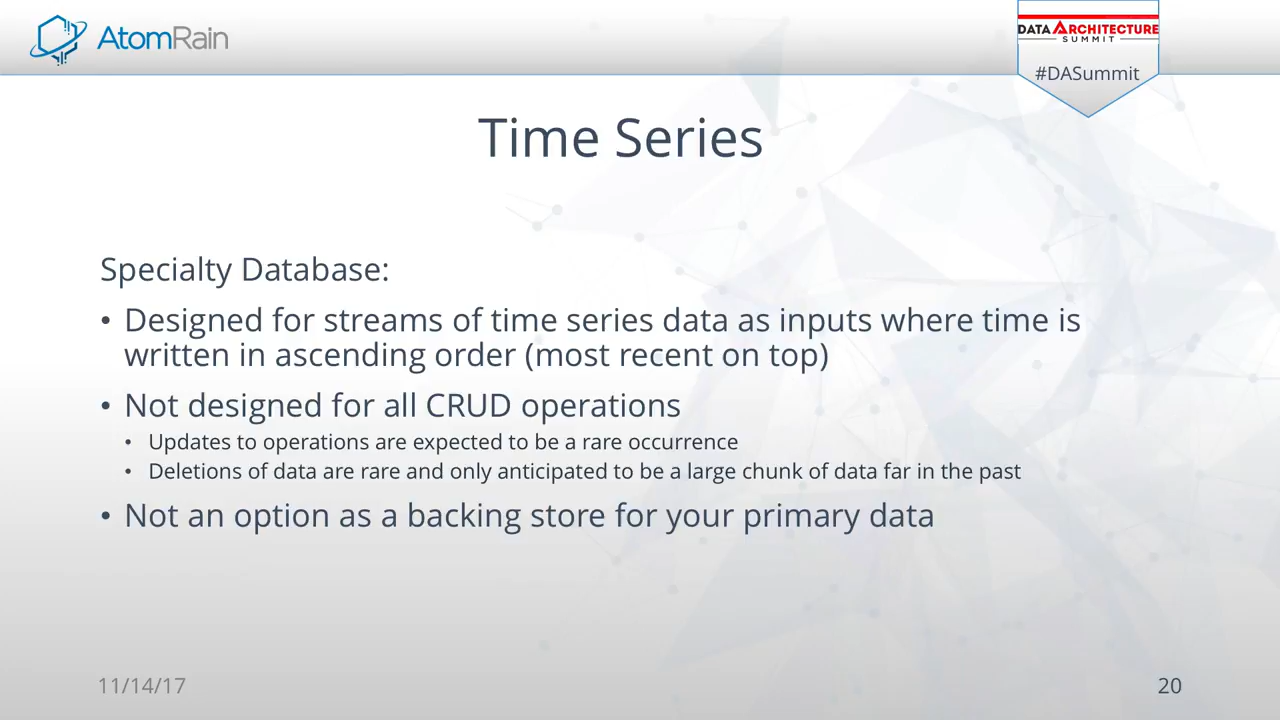 AtomRain
DATA ARCHITECTURE
SUMMIT
#DASummit
Time Series
Specialty Database:
• Designed for streams of time series data as inputs where time is
written in ascending order (most recent on top)
• Not designed for all CRUD operations
• Updates to operations are expected to be a rare occurrence
• Deletions of data are rare and only anticipated to be a large chunk of data far in the past
• Not an option as a backing store for your primary data
11/14/17
20